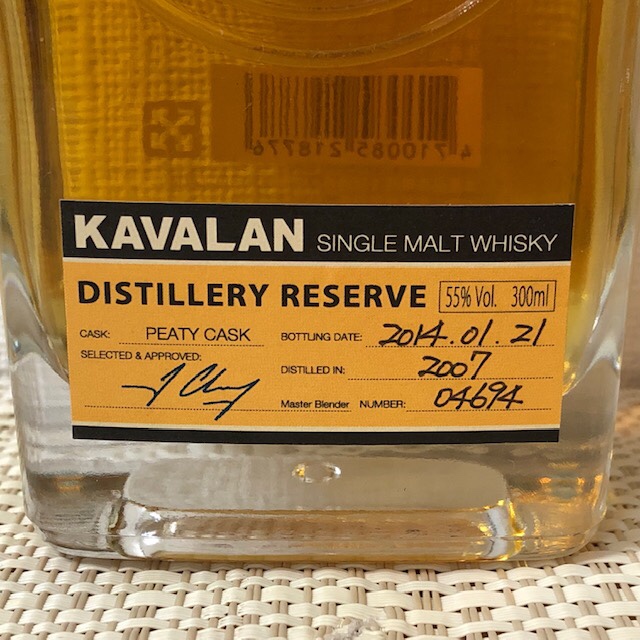 4710085218776
KAVALAN SINGLE MALT WHISKY
DISTILLERY RESERVE 55% Vol. 300ml
CASK: PEATY CASK BOTTLING DATE: 2014.01.21
SELECTED & APPROVED:
DISTILLED IN: 2007
Master Blender NUMBER: 04694